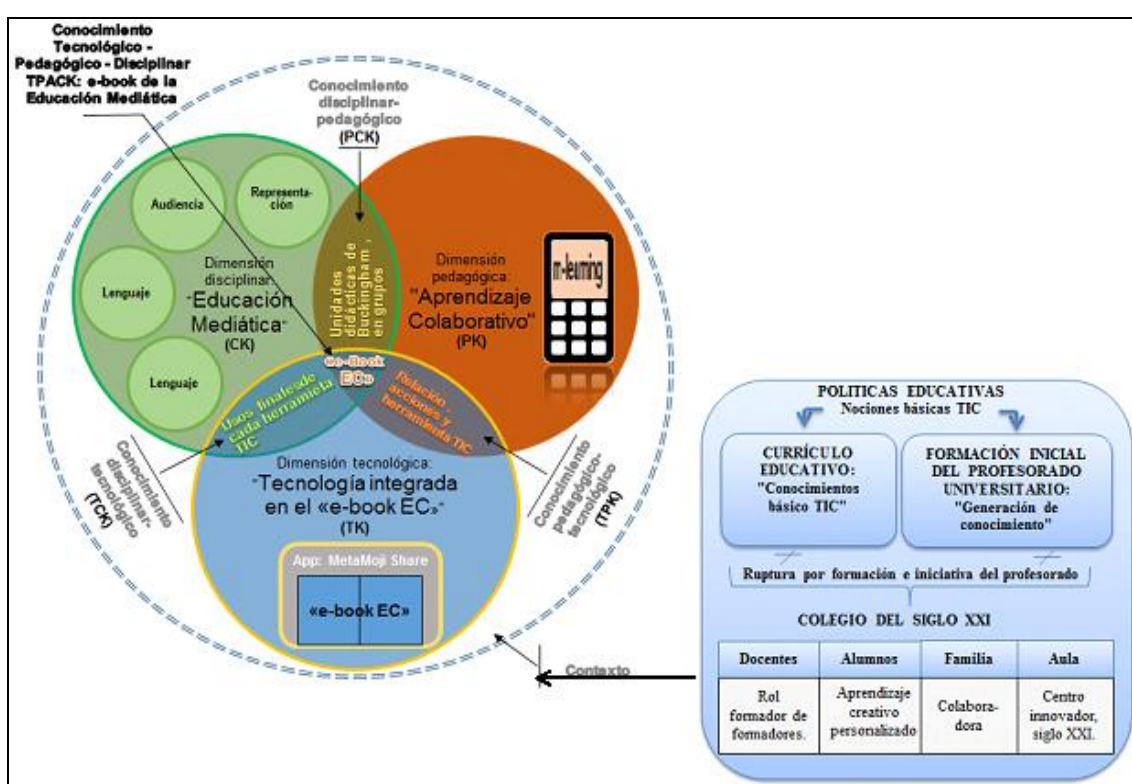 Conocimiento
Tecnológico -
Pedagógico - Disciplinar
TPACK: e-book de la
Educación Mediática
Conocimiento
disciplinar-
pedagógico
(PCK)
Audiencia
Representa-
ción
Lenguaje
Lenguaje
Dimensión
disciplinar:
"Educación
Mediática"
(CK)
Unidades
didácticas de
Buckingham ,
en grupos
Dimensión
pedagógica:
"Aprendizaje
Colaborativo"
(PK)
m-learning
«e-Book
EC»
Usos finales de
cada herramieta
TIC
Relación ,
acciones y
herramienta TIC
Conocimiento
disciplinar-
tecnológico
(TCK)
Conocimiento
pedagógico-
tecnológico
(TPK)
Dimensión tecnológica:
"Tecnología integrada
en el «e-book EC»"
(TK)
App: MetaMoji Share
«e-book EC»
Contexto
POLITICAS EDUCATIVAS
Nociones básicas TIC
CURRÍCULO
EDUCATIVO:
"Conocimientos
básico TIC"
FORMACIÓN INICIAL
DEL PROFESORADO
UNIVERSITARIO:
"Generación de
conocimiento"
Ruptura por formación e iniciativa del profesorado
COLEGIO DEL SIGLO XXI
Docentes Alumnos Familia Aula
Rol
formador de
formadores.
Aprendizaje
creativo
personalizado
Colabora-
dora
Centro
innovador,
siglo XXI.